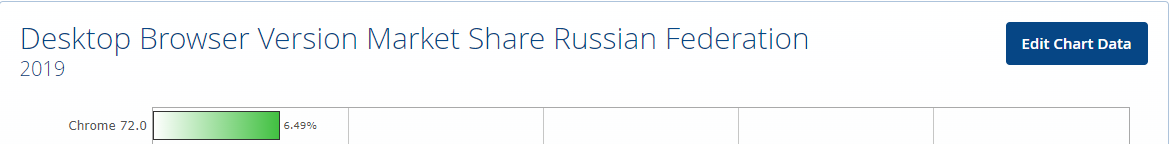 Desktop Browser Version Market Share Russian Federation
Edit Chart Data
2019
Chrome 72.0 6.49%